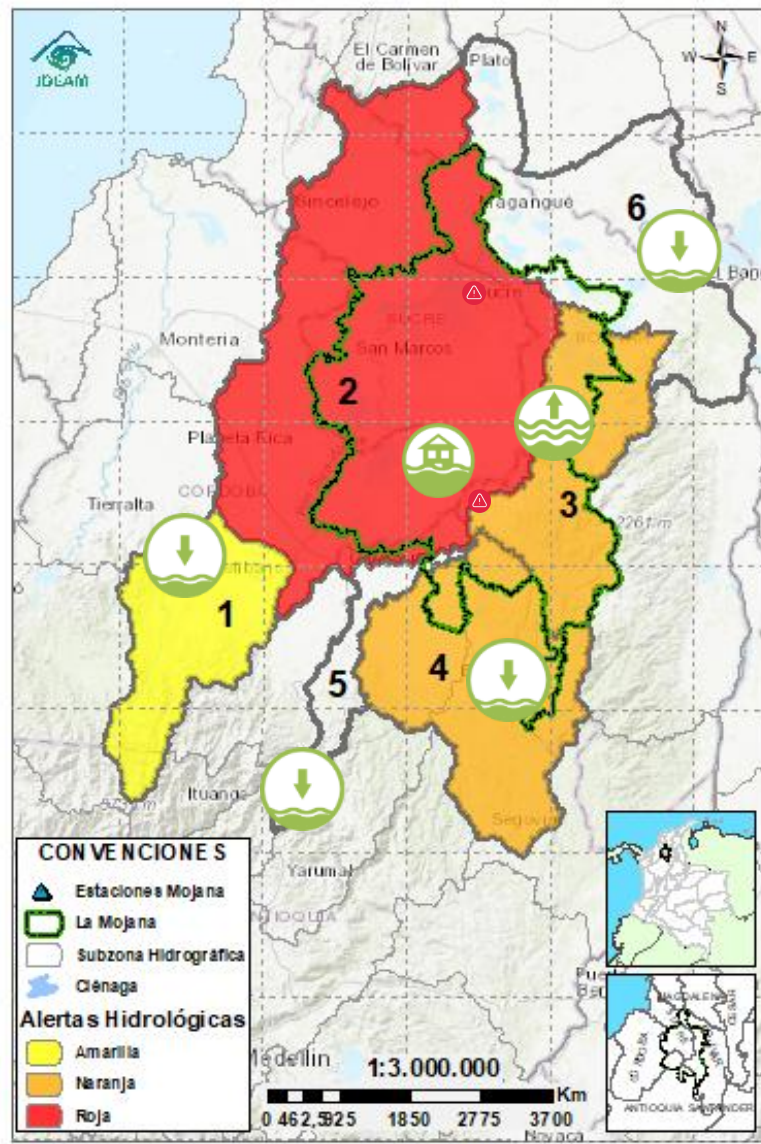 IDEAM
N
W E
S
El Carmen
de Bolívar
Plato
Sincelejo
Magangué
6
Montería
SUCRE
San Marcos
2
Planeta Rica
CORDOBA
Tierralta
3
1
4
5
Ituango
Segovia
Yarumal
ANTIOQUIA
Medellín
CONVENCIONES
Estaciones Mojana
La Mojana
Subzona Hidrográfica
Ciénaga
Alertas Hidrológicas
Amarilla
Naranja
Roja
1:3.000.000
Km
1850 2775 3700
MAGDALENA
CESAR
ANTIOQUIA SANTANDER